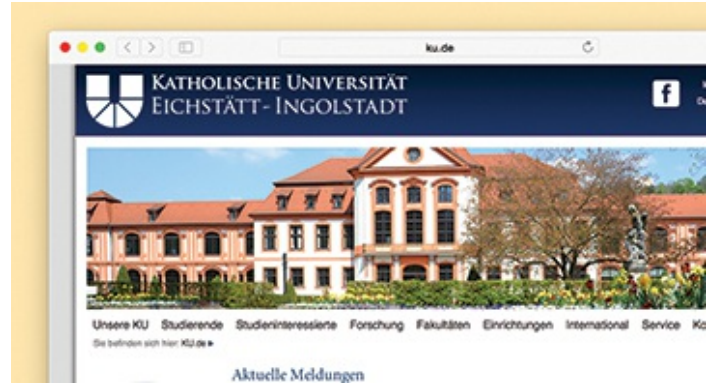 ku.de
KATHOLISCHE UNIVERSITÄT
EICHSTÄTT-INGOLSTADT
f
Unsere KU Studierende Studieninteressierte Forschung Fakultäten Einrichtungen International Service
Sie befinden sich hier: KU.de
Aktuelle Meldungen